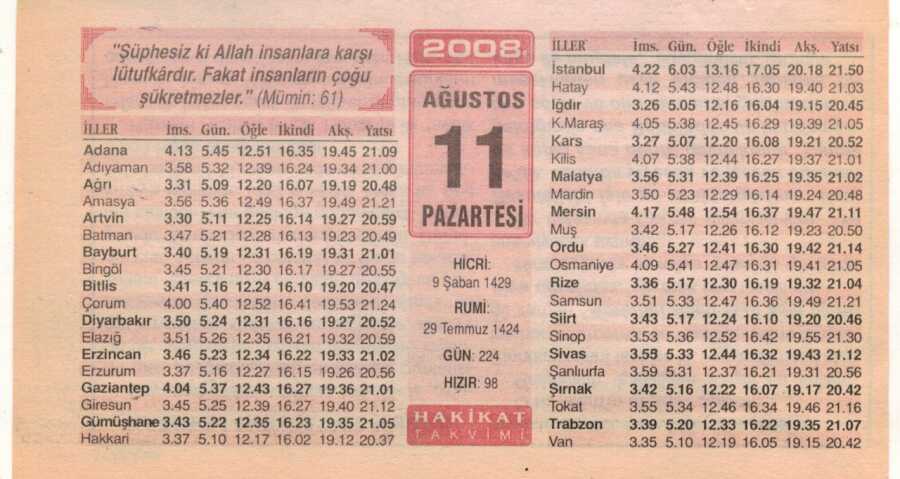 "Şüphesiz ki Allah insanlara karşı
lütufkârdır. Fakat insanların çoğu
şükretmezler." (Mümin: 61)
İLLER İms. Gün. Öğle İkindi Akş. Yatsı
Adana 4.13 5.45 12.51 16.35 19.45 21.09
Adıyaman 3.58 5.32 12.39 16.24 19.34 21.00
Ağrı 3.31 5.09 12.20 16.07 19.19 20.48
Amasya 3.56 5.36 12.49 16.37 19.49 21.21
Artvin 3.30 5.11 12.25 16.14 19.27 20.59
Batman 3.47 5.21 12.28 16.13 19.23 20.49
Bayburt 3.40 5.19 12.31 16.19 19.31 21.01
Bingöl 3.45 5.21 12.30 16.17 19.27 20.55
Bitlis 3.41 5.16 12.24 16.10 19.20 20.47
Çorum 4.00 5.40 12.52 16.41 19.53 21.24
Diyarbakır 3.50 5.24 12.31 16.16 19.27 20.52
Elazığ 3.51 5.26 12.35 16.21 19.32 20.59
Erzincan 3.46 5.23 12.34 16.22 19.33 21.02
Erzurum 3.37 5.16 12.27 16.15 19.26 20.56
Gaziantep 4.04 5.37 12.43 16.27 19.36 21.01
Giresun 3.45 5.25 12.39 16.27 19.40 21.12
Gümüşhane 3.43 5.22 12.35 16.23 19.35 21.05
Hakkari 3.37 5.10 12.17 16.02 19.12 20.37
2008
AĞUSTOS
11
PAZARTESİ
HİCRİ:
9 Şaban 1429
RUMİ:
29 Temmuz 1424
GÜN: 224
HIZIR: 98
HAKİKAT
TAKVİMİ
İLLER İms. Gün. Öğle İkindi Akş. Yatsı
İstanbul 4.22 6.03 13.16 17.05 20.18 21.50
Hatay 4.12 5.43 12.48 16.30 19.40 21.03
Iğdır 3.26 5.05 12.16 16.04 19.15 20.45
K.Maraş 4.05 5.38 12.45 16.29 19.39 21.05
Kars 3.27 5.07 12.20 16.08 19.21 20.52
Kilis 4.07 5.38 12.44 16.27 19.37 21.01
Malatya 3.56 5.31 12.39 16.25 19.35 21.02
Mardin 3.50 5.23 12.29 16.14 19.24 20.48
Mersin 4.17 5.48 12.54 16.37 19.47 21.11
Muş 3.42 5.17 12.26 16.12 19.23 20.50
Ordu 3.46 5.27 12.41 16.30 19.42 21.14
Osmaniye 4.09 5.41 12.47 16.31 19.41 21.05
Rize 3.36 5.17 12.30 16.19 19.32 21.04
Samsun 3.51 5.33 12.47 16.36 19.49 21.21
Siirt 3.43 5.17 12.24 16.10 19.20 20.46
Sinop 3.53 5.36 12.52 16.42 19.55 21.30
Sivas 3.55 5.33 12.44 16.32 19.43 21.12
Şanlıurfa 3.59 5.31 12.37 16.21 19.31 20.56
Şırnak 3.42 5.16 12.22 16.07 19.17 20.42
Tokat 3.55 5.34 12.46 16.34 19.46 21.16
Trabzon 3.39 5.20 12.33 16.22 19.35 21.07
Van 3.35 5.10 12.19 16.05 19.15 20.42